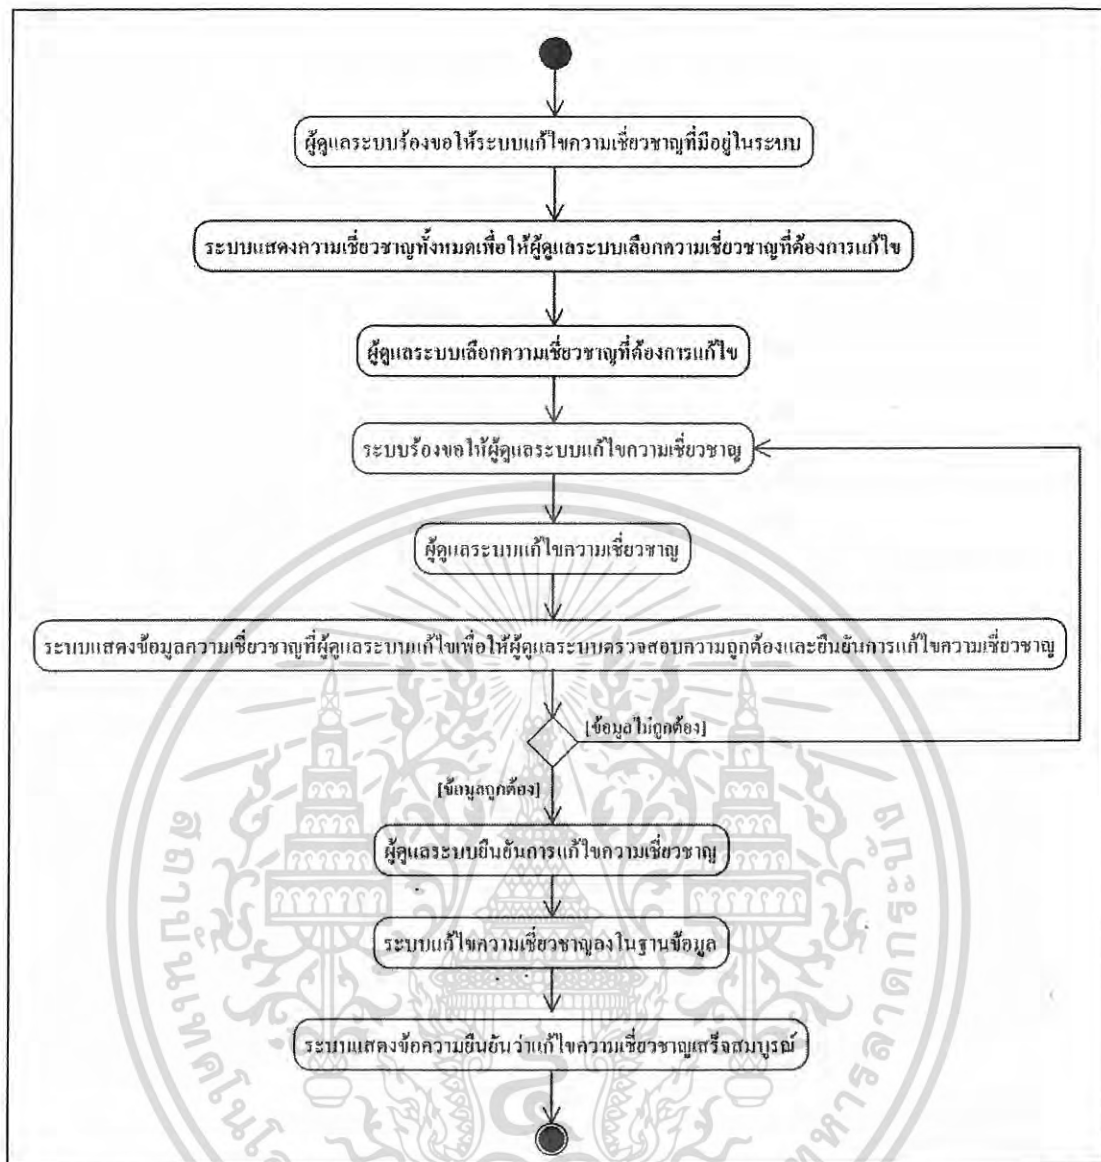 ผู้ดูแลระบบร้องขอให้ระบบแก้ไขความเชี่ยวชาญที่มีอยู่ในระบบ
ระบบแสดงความเชี่ยวชาญทั้งหมดเพื่อให้ผู้ดูแลระบบเลือกความเชี่ยวชาญที่ต้องการแก้ไข
ผู้ดูแลระบบเลือกความเชี่ยวชาญที่ต้องการแก้ไข
ระบบร้องขอให้ผู้ดูแลระบบแก้ไขความเชี่ยวชาญ
ผู้ดูแลระบบแก้ไขความเชี่ยวชาญ
ระบบแสดงข้อมูลความเชี่ยวชาญที่ผู้ดูแลระบบแก้ไขเพื่อให้ผู้ดูแลระบบตรวจสอบความถูกต้องและยืนยันการแก้ไขความเชี่ยวชาญ
[ข้อมูลไม่ถูกต้อง]
[ข้อมูลถูกต้อง]
ผู้ดูแลระบบยืนยันการแก้ไขความเชี่ยวชาญ
ระบบแก้ไขความเชี่ยวชาญลงในฐานข้อมูล
ระบบแสดงข้อความยืนยันว่าแก้ไขความเชี่ยวชาญเสร็จสมบูรณ์